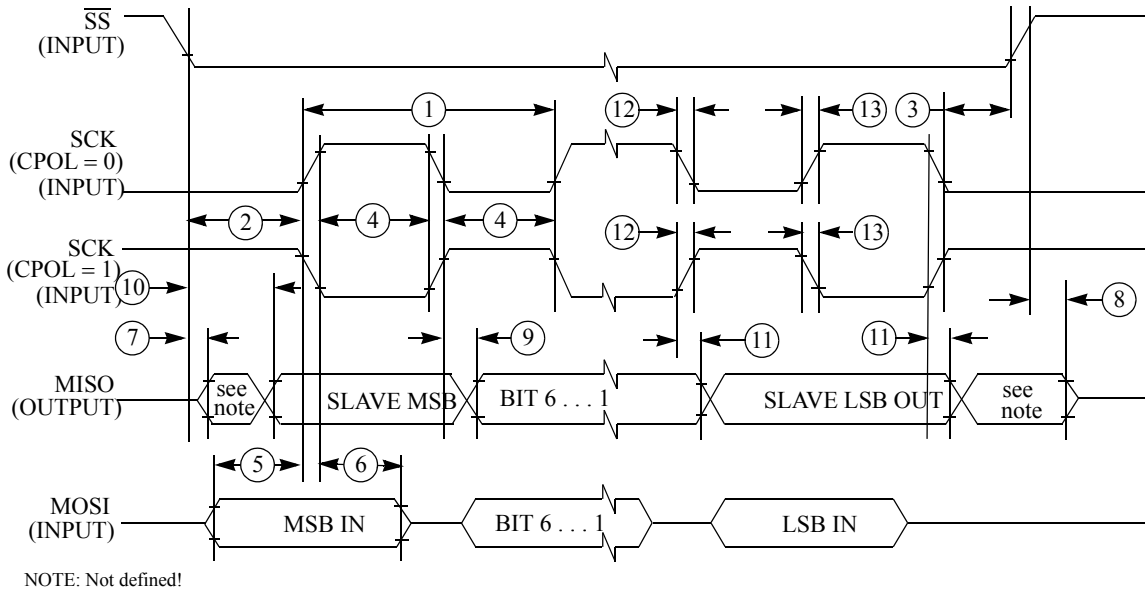 SS
(INPUT)
1
12
13
3
SCK
(CPOL = 0)
(INPUT)
2
4
4
12
13
SCK
(CPOL = 1)
(INPUT)
10
8
7
9
11
11
MISO
(OUTPUT)
see
note
SLAVE MSB
BIT 6 . . . 1
SLAVE LSB OUT
see
note
5
6
MOSI
(INPUT)
MSB IN
BIT 6 . . . 1
LSB IN
NOTE: Not defined!